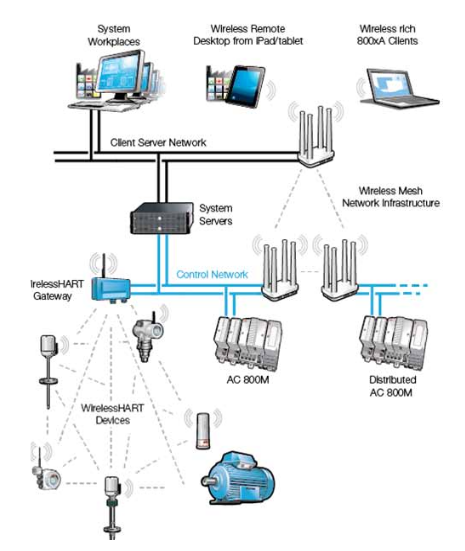 System
Workplaces
Wireless Remote
Desktop from iPad/tablet
Wireless rich
800xA Clients
Client Server Network
System
Servers
Wireless Mesh
Network Infrastructure
Control Network
irelessHART
Gateway
AC 800M
Distributed
AC 800M
WirelessHART
Devices